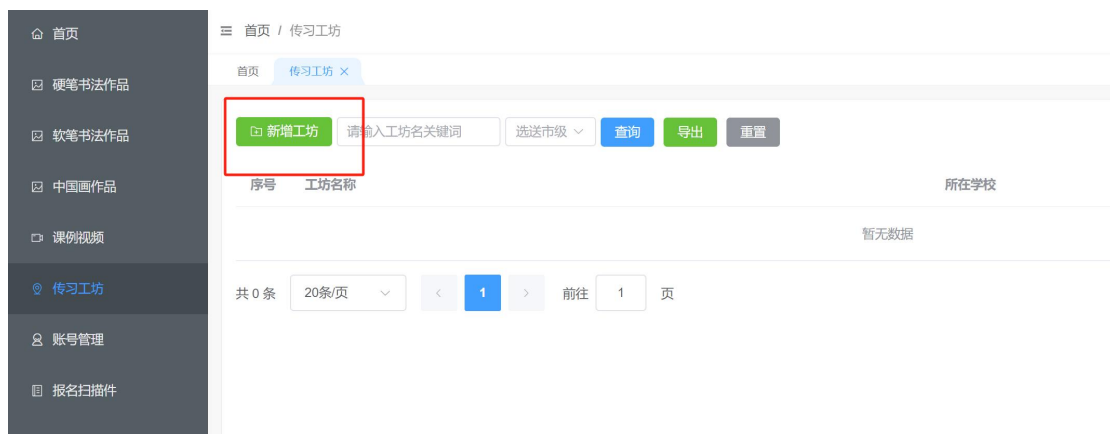 首页
硬笔书法作品
软笔书法作品
中国画作品
课例视频
传习工坊
账号管理
报名扫描件
首页 / 传习工坊
首页 传习工坊 ×
新增工坊 请输入工坊名关键词 选送市级 查询 导出 重置
序号 工坊名称 所在学校
暂无数据
共 0 条 20条/页 < 1 > 前往 1 页